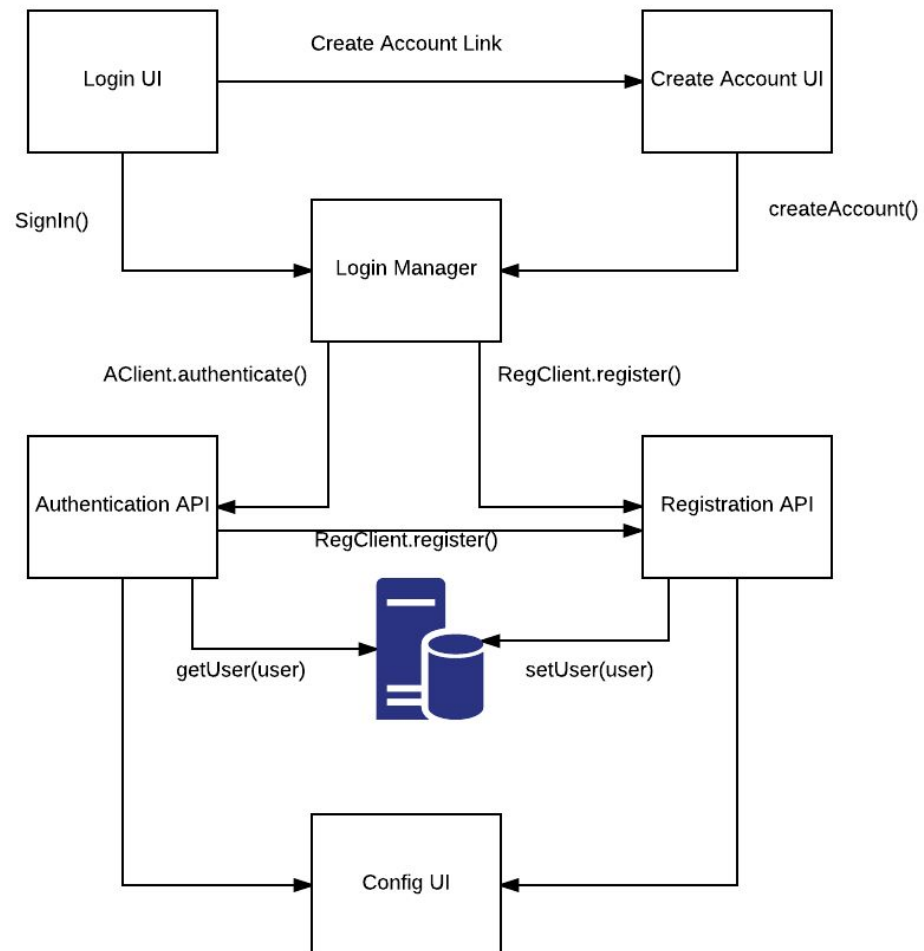 Create Account Link
Login UI
Create Account UI
SignIn()
createAccount()
Login Manager
AClient.authenticate()
RegClient.register()
Authentication API
Registration API
RegClient.register()
getUser(user)
setUser(user)
Config UI